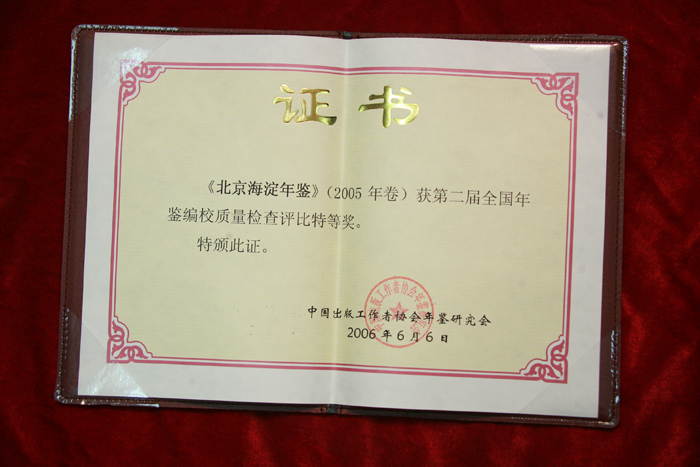 证书
《北京海淀年鉴》（2005 年卷）获第二届全国年
鉴编校质量检查评比特等奖。
特颁此证。
中国出版工作者协会年鉴研究会
2006 年 6 月 6 日